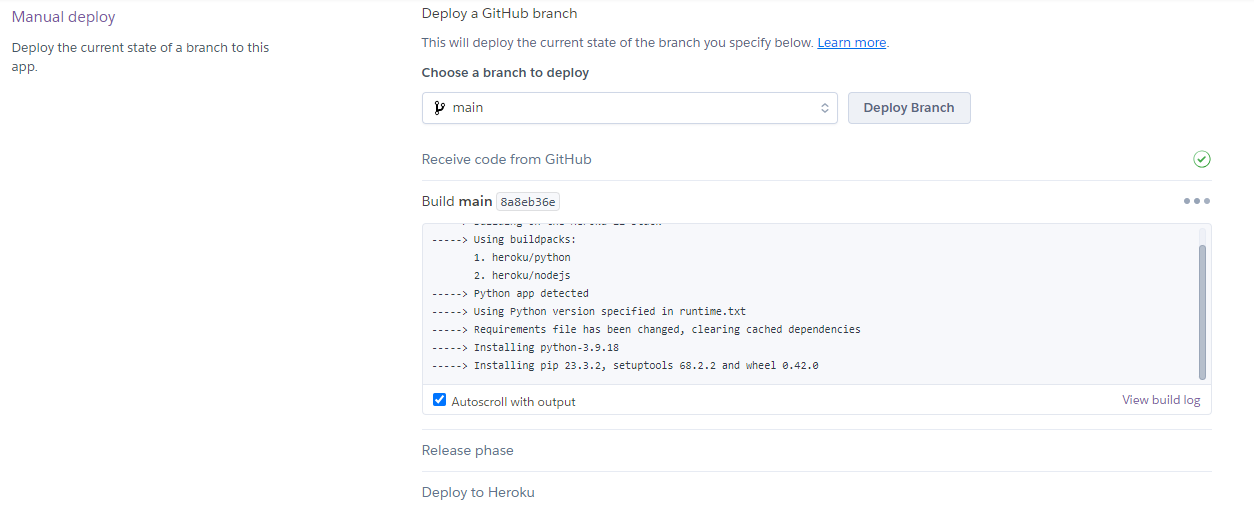 Manual deploy
Deploy the current state of a branch to this
app.
Deploy a GitHub branch
This will deploy the current state of the branch you specify below. Learn more.
Choose a branch to deploy
main
Deploy Branch
Receive code from GitHub
Build main 8a8eb36e
-----> Using buildpacks:
1. heroku/python
2. heroku/nodejs
-----> Python app detected
-----> Using Python version specified in runtime.txt
-----> Requirements file has been changed, clearing cached dependencies
-----> Installing python-3.9.18
-----> Installing pip 23.3.2, setuptools 68.2.2 and wheel 0.42.0
Autoscroll with output
View build log
Release phase
Deploy to Heroku